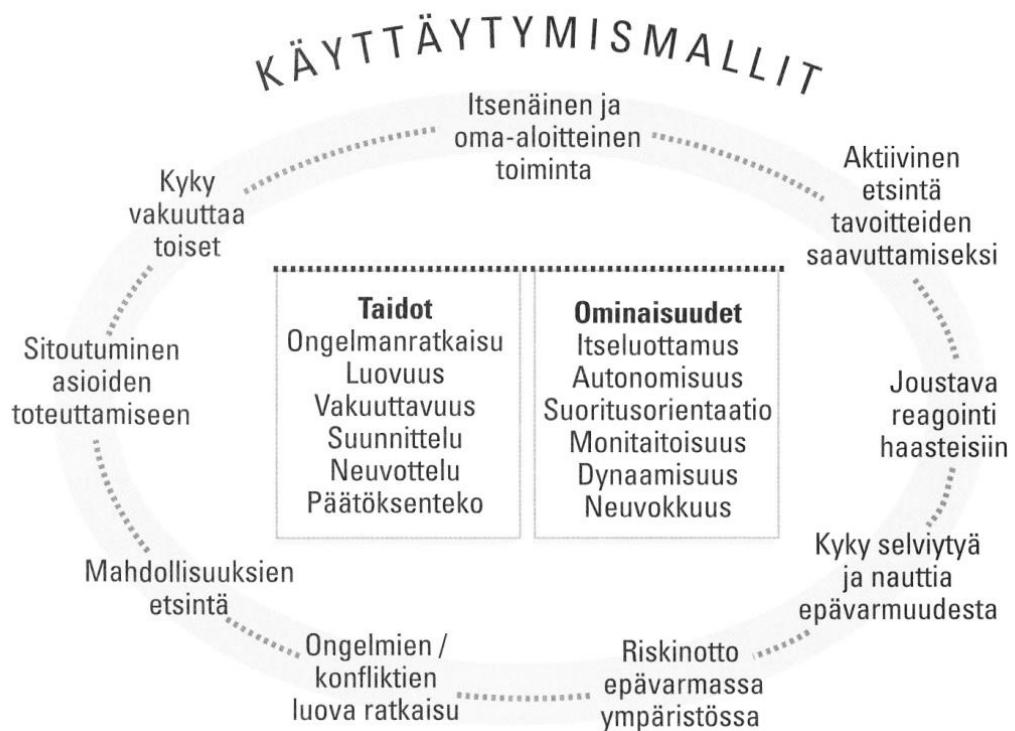 KÄYTTÄYTYMISMALLIT
Itsenäinen ja
oma-aloitteinen
toiminta
Aktiivinen
etsintä
tavoitteiden
saavuttamiseksi
Joustava
reagointi
haasteisiin
Kyky selviytyä
ja nauttia
epävarmuudesta
Riskinotto
epävarmassa
ympäristössä
Ongelmien /
konfliktien
luova ratkaisu
Mahdollisuuksien
etsintä
Sitoutuminen
asioiden
toteuttamiseen
Kyky
vakuuttaa
toiset
Taidot
Ongelmanratkaisu
Luovuus
Vakuuttavuus
Suunnittelu
Neuvottelu
Päätöksenteko
Ominaisuudet
Itseluottamus
Autonomisuus
Suoritusorientaatio
Monitaitoisuus
Dynaamisuus
Neuvokkuus